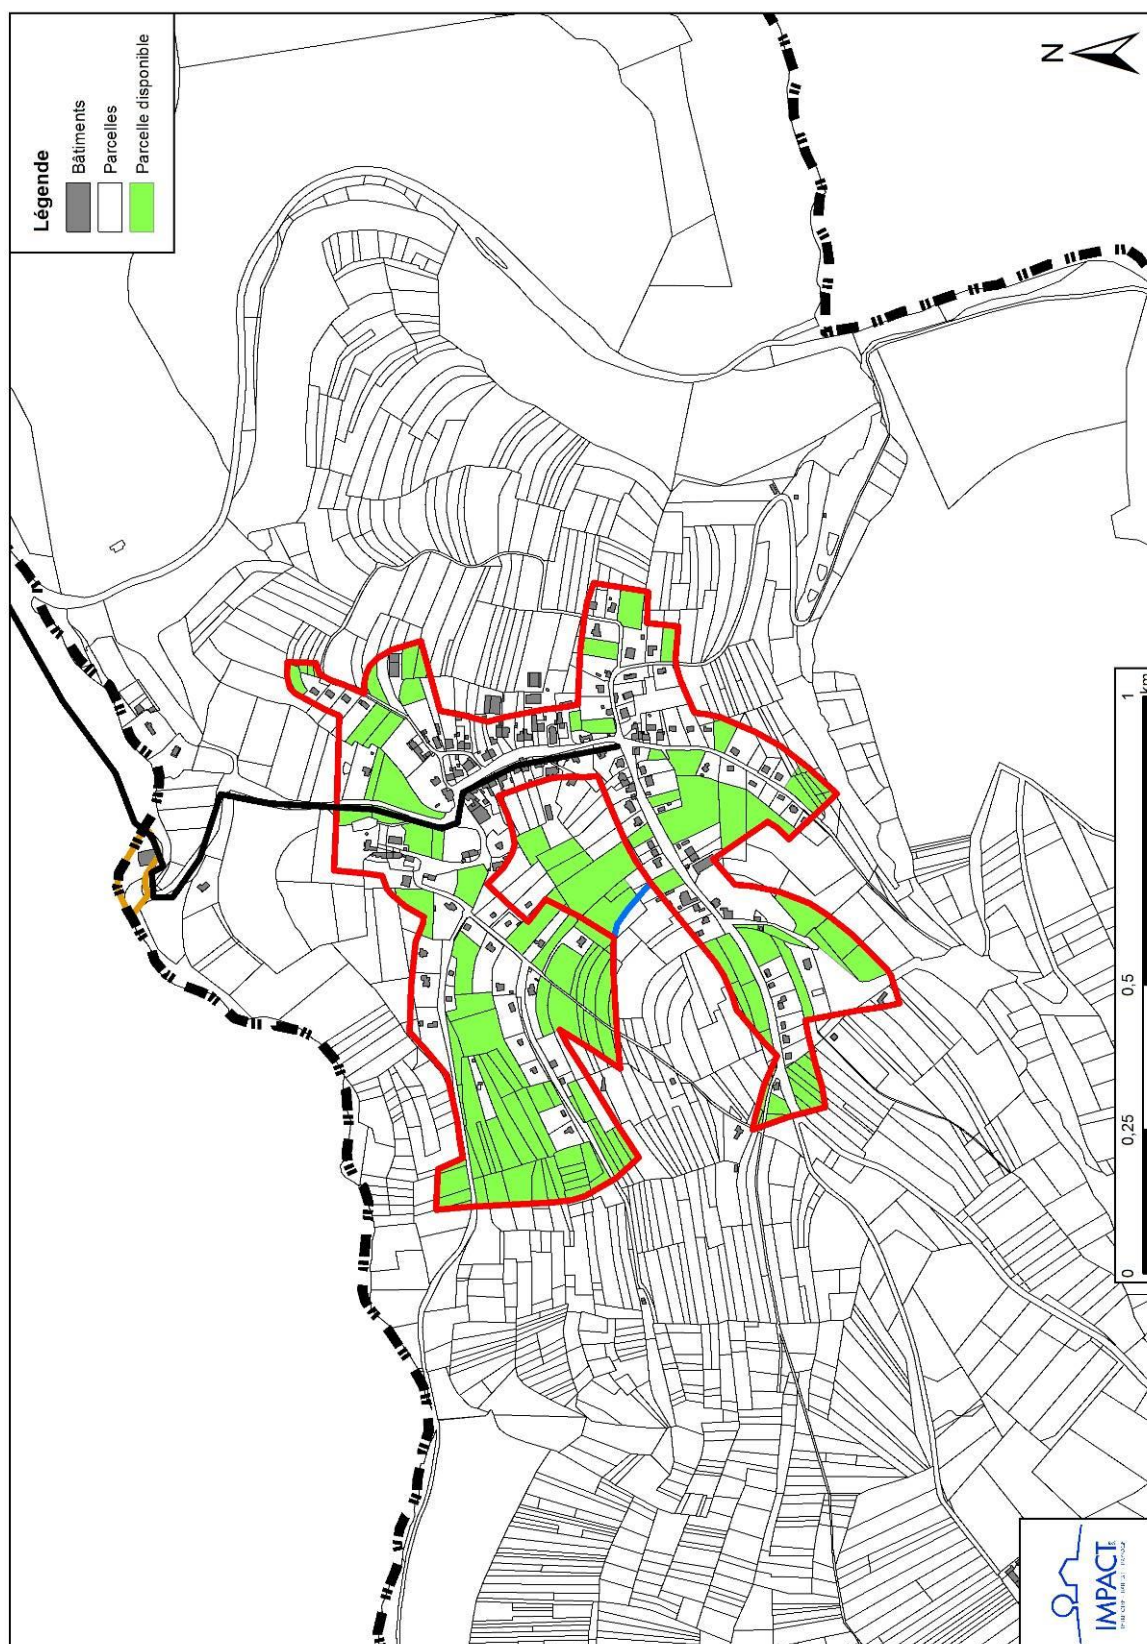 Légende
Bâtiments
Parcelles
Parcelle disponible
N
0 0,25 0,5 1
km
IMPACT